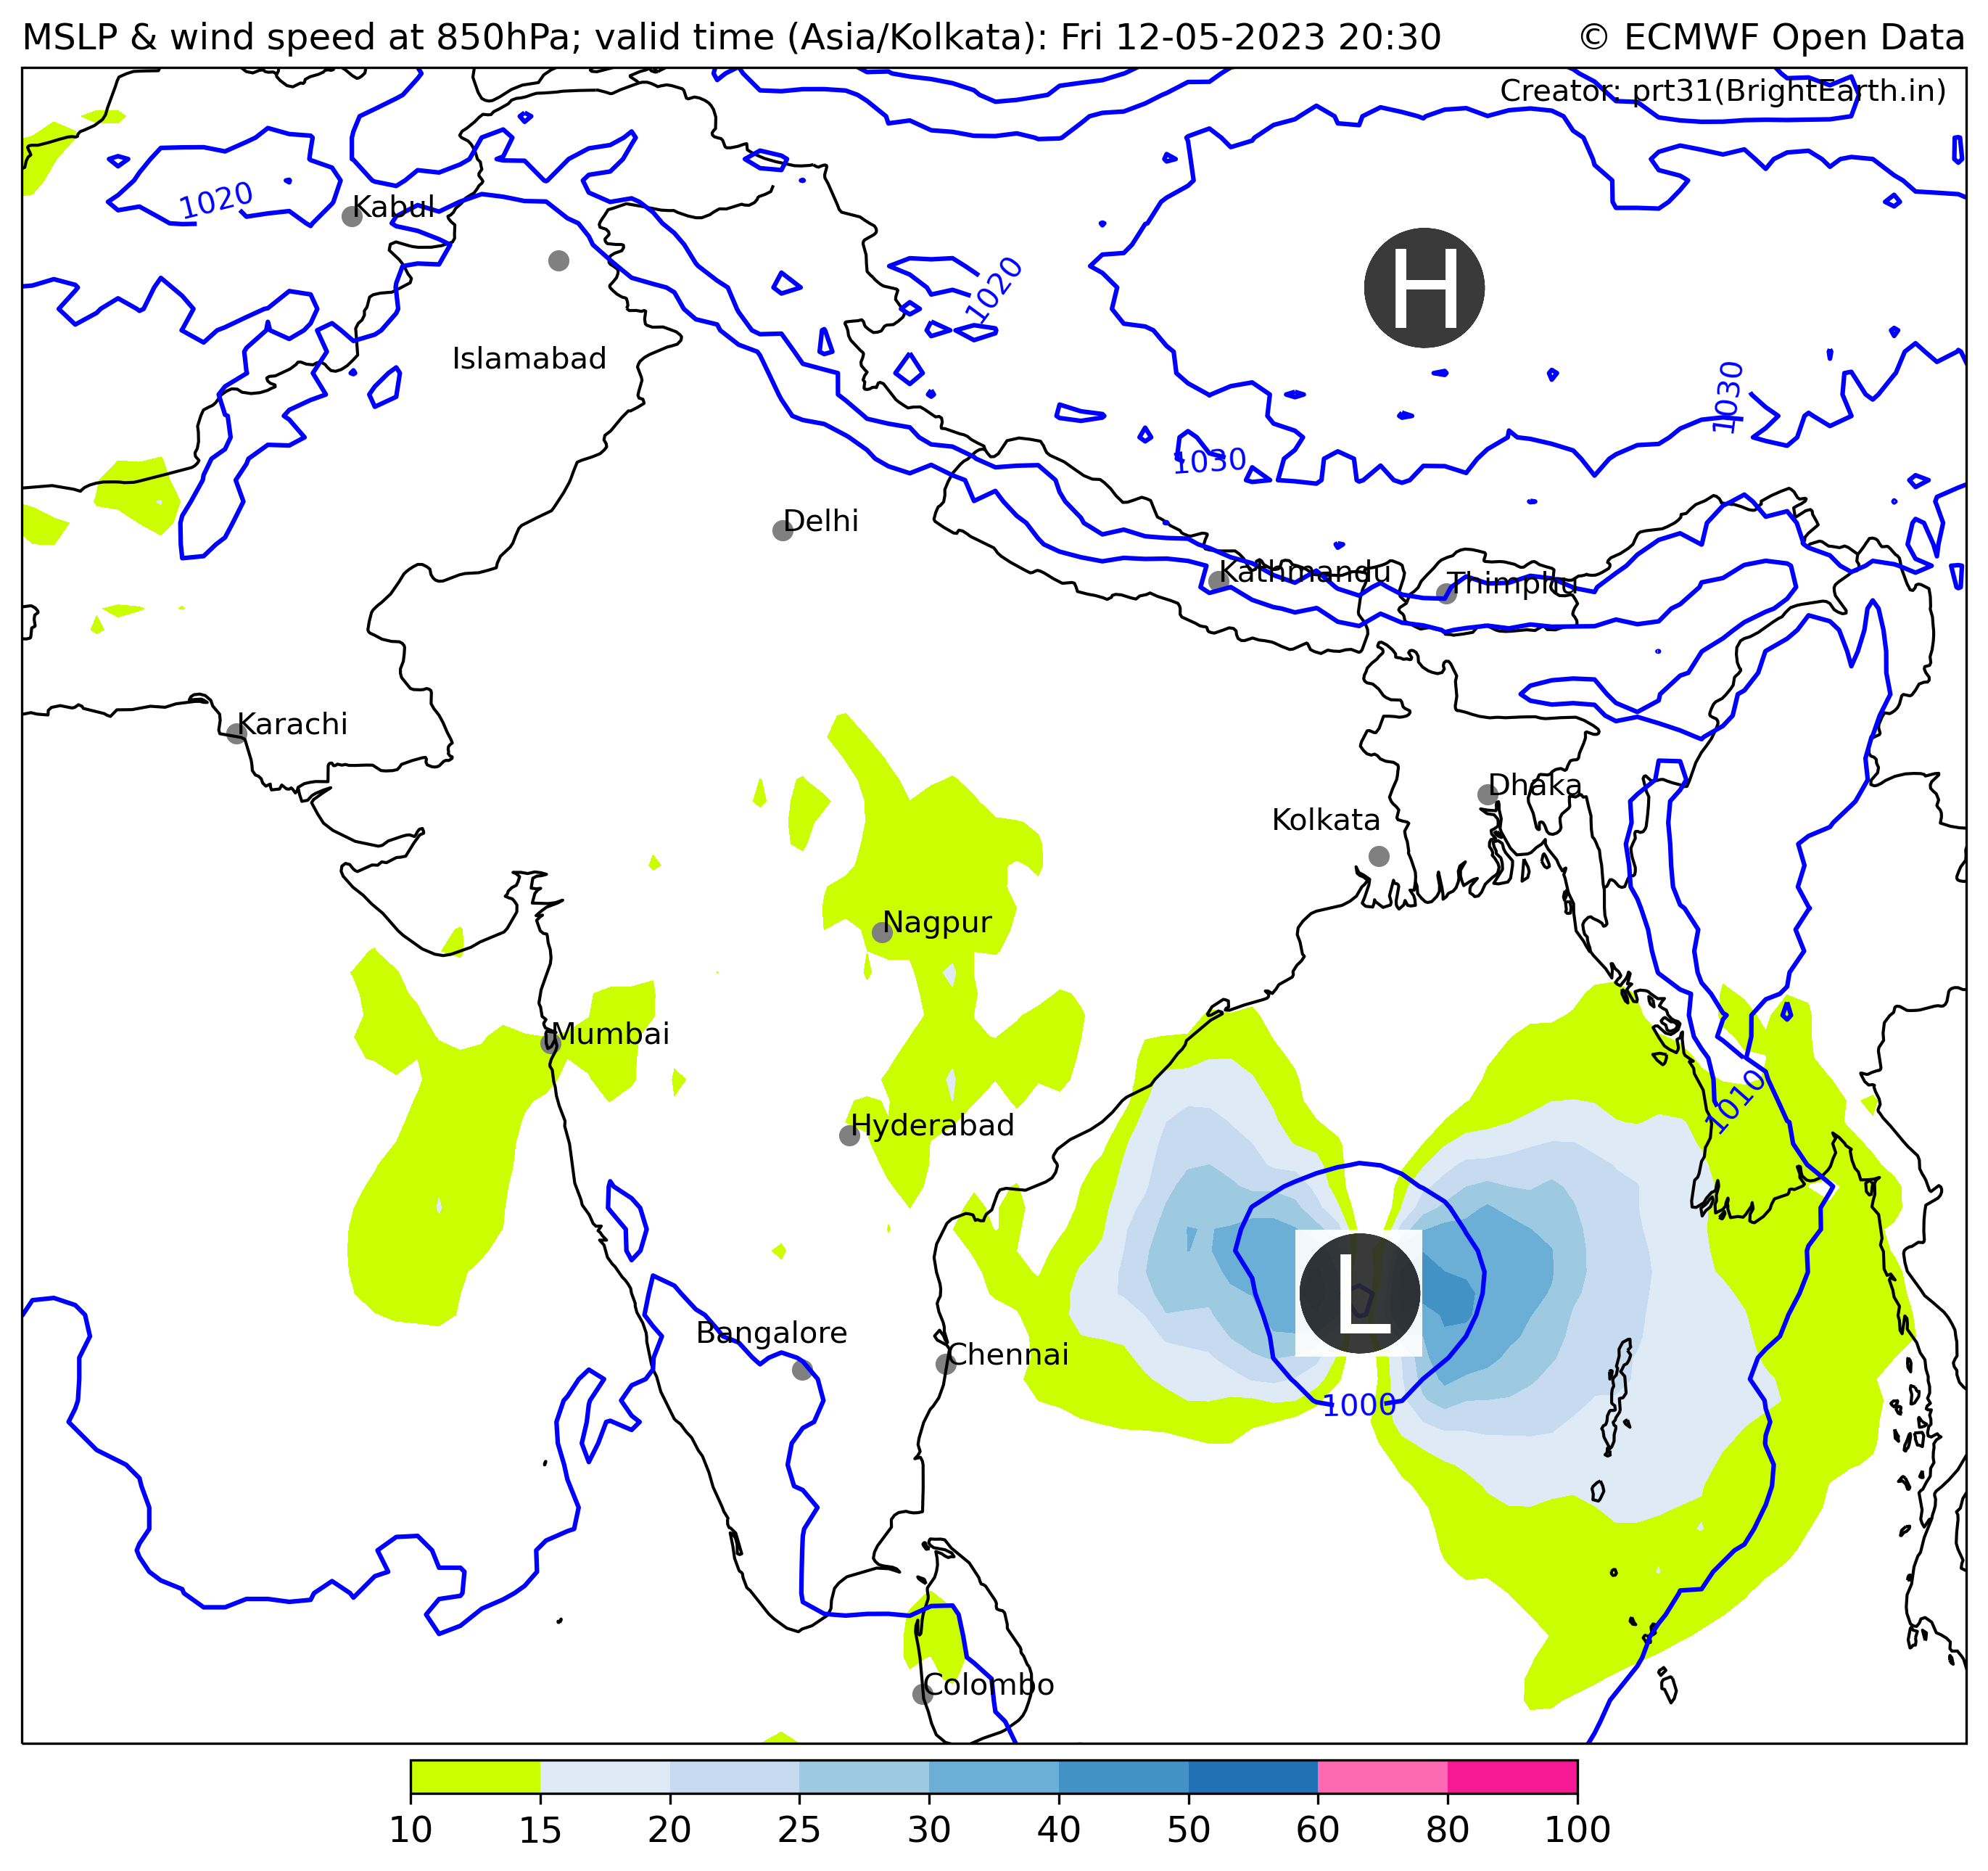 MSLP & wind speed at 850hPa; valid time (Asia/Kolkata): Fri 12-05-2023 20:30
© ECMWF Open Data
Creator: prt31(BrightEarth.in)
1020
Kabul
H
1020
Islamabad
1030
1030
Delhi
Kathmandu
Thimphu
Karachi
Dhaka
Kolkata
Nagpur
Mumbai
1010
Hyderabad
L
Bangalore
Chennai
1000
Colombo
10 15 20 25 30 40 50 60 80 100